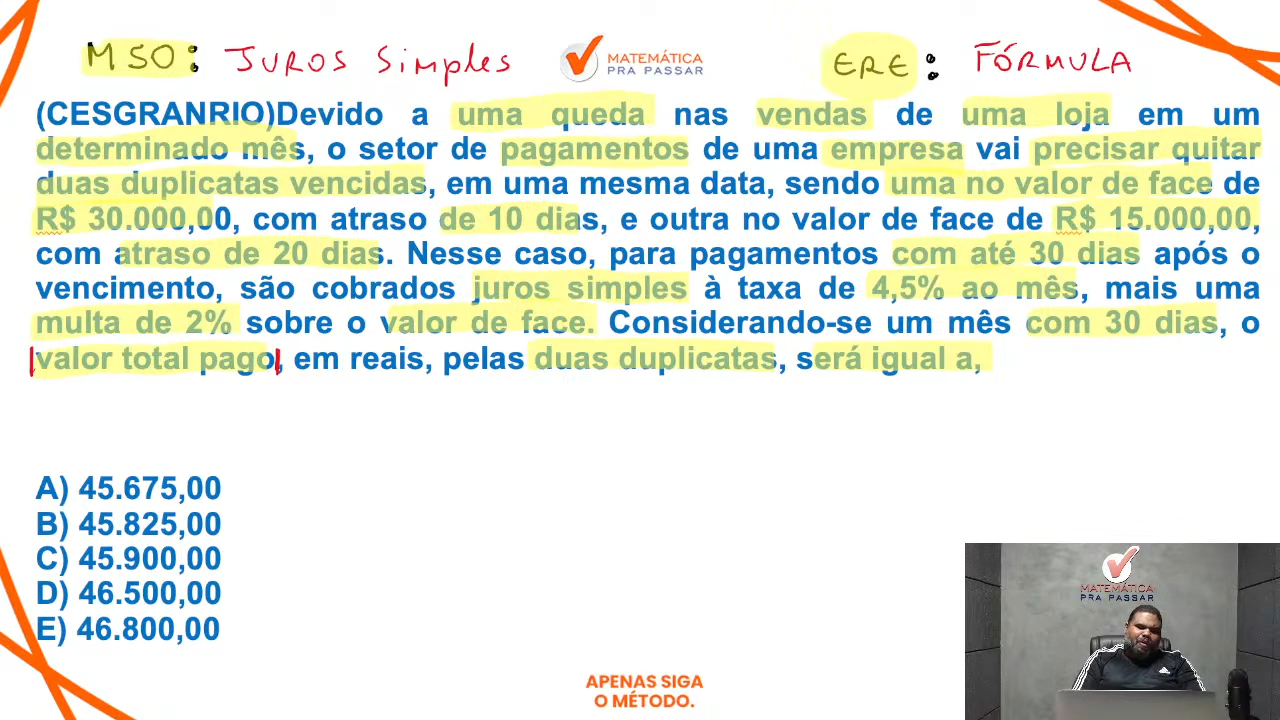 MSO: JUROS Simples
MATEMÁTICA
PRA PASSAR
ERE: FÓRMULA
(CESGRANRIO)Devido a uma queda nas vendas de uma loja em um
determinado mês, o setor de pagamentos de uma empresa vai precisar quitar
duas duplicatas vencidas, em uma mesma data, sendo uma no valor de face de
R$ 30.000,00, com atraso de 10 dias, e outra no valor de face de R$ 15.000,00,
com atraso de 20 dias. Nesse caso, para pagamentos com até 30 dias após o
vencimento, são cobrados juros simples à taxa de 4,5% ao mês, mais uma
multa de 2% sobre o valor de face. Considerando-se um mês com 30 dias, o
valor total pago, em reais, pelas duas duplicatas, será igual a,
A) 45.675,00
B) 45.825,00
C) 45.900,00
D) 46.500,00
E) 46.800,00
MATEMÁTICA
PRA PASSAR
APENAS SIGA
O MÉTODO.